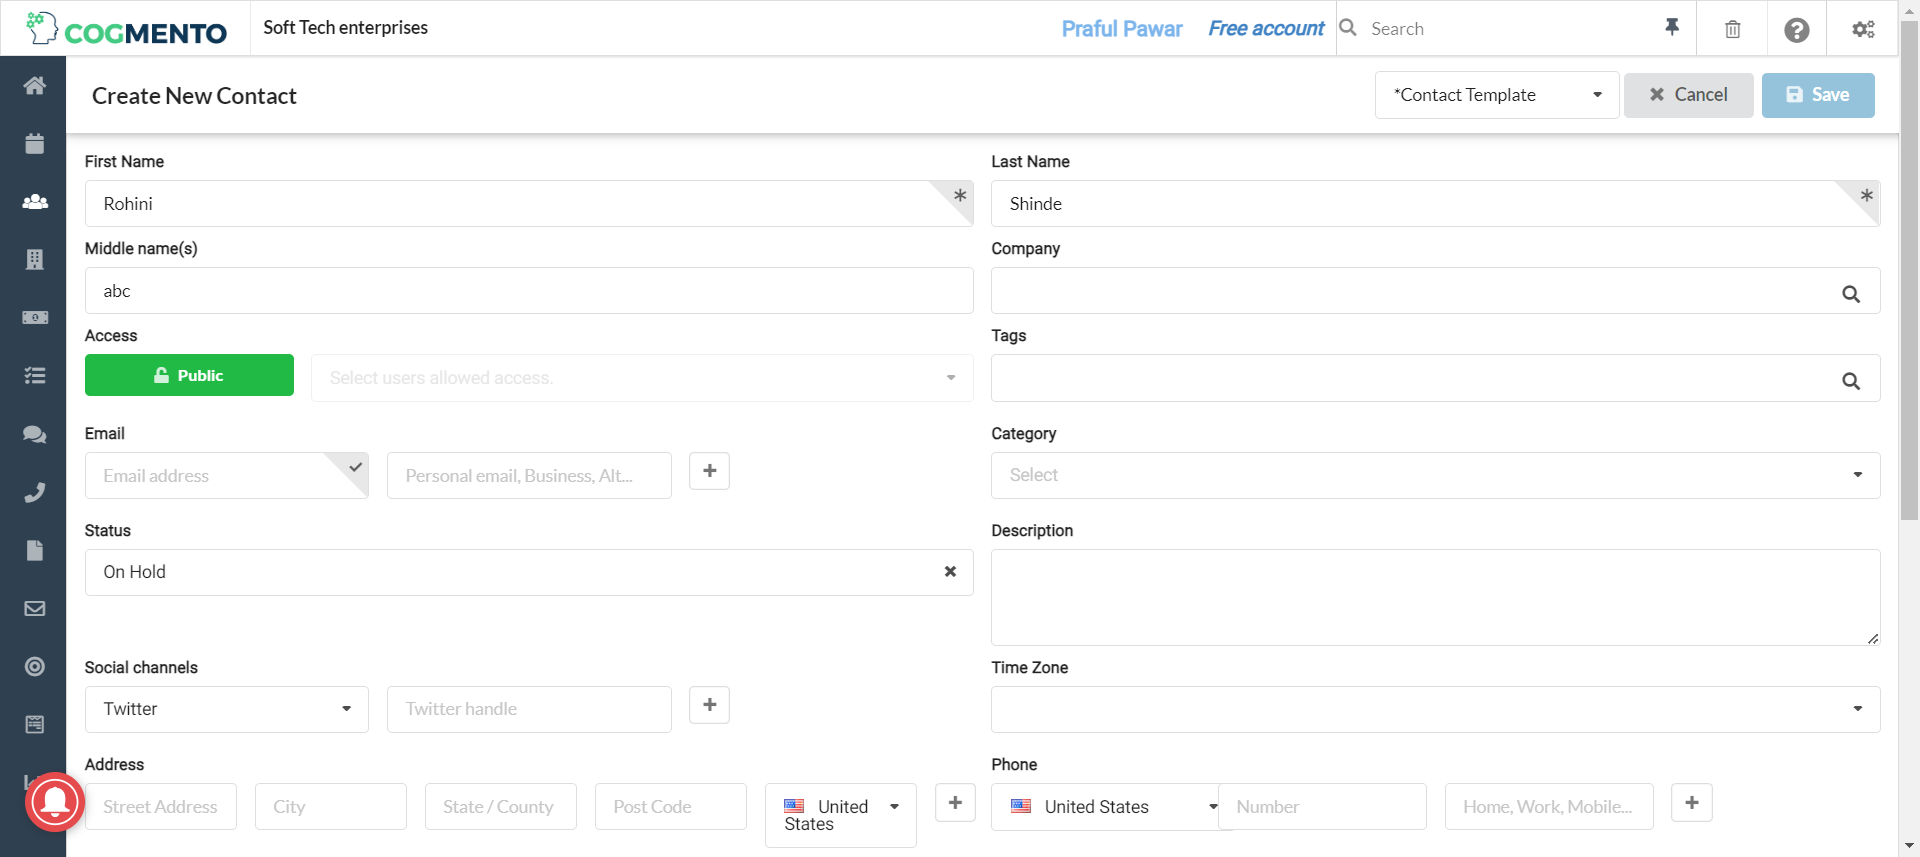 COGMENTO
Soft Tech enterprises
Praful Pawar
Free account
Search
Create New Contact
*Contact Template
Cancel
Save
First Name
Last Name
Rohini
Shinde
Middle name(s)
Company
abc
Access
Tags
Public
Select users allowed access.
Email
Category
Email address
Personal email, Business, Alt...
Select
Status
Description
On Hold
Social channels
Time Zone
Twitter
Twitter handle
Address
Phone
Street Address
City
State / County
Post Code
United
States
United States
Number
Home, Work, Mobile...